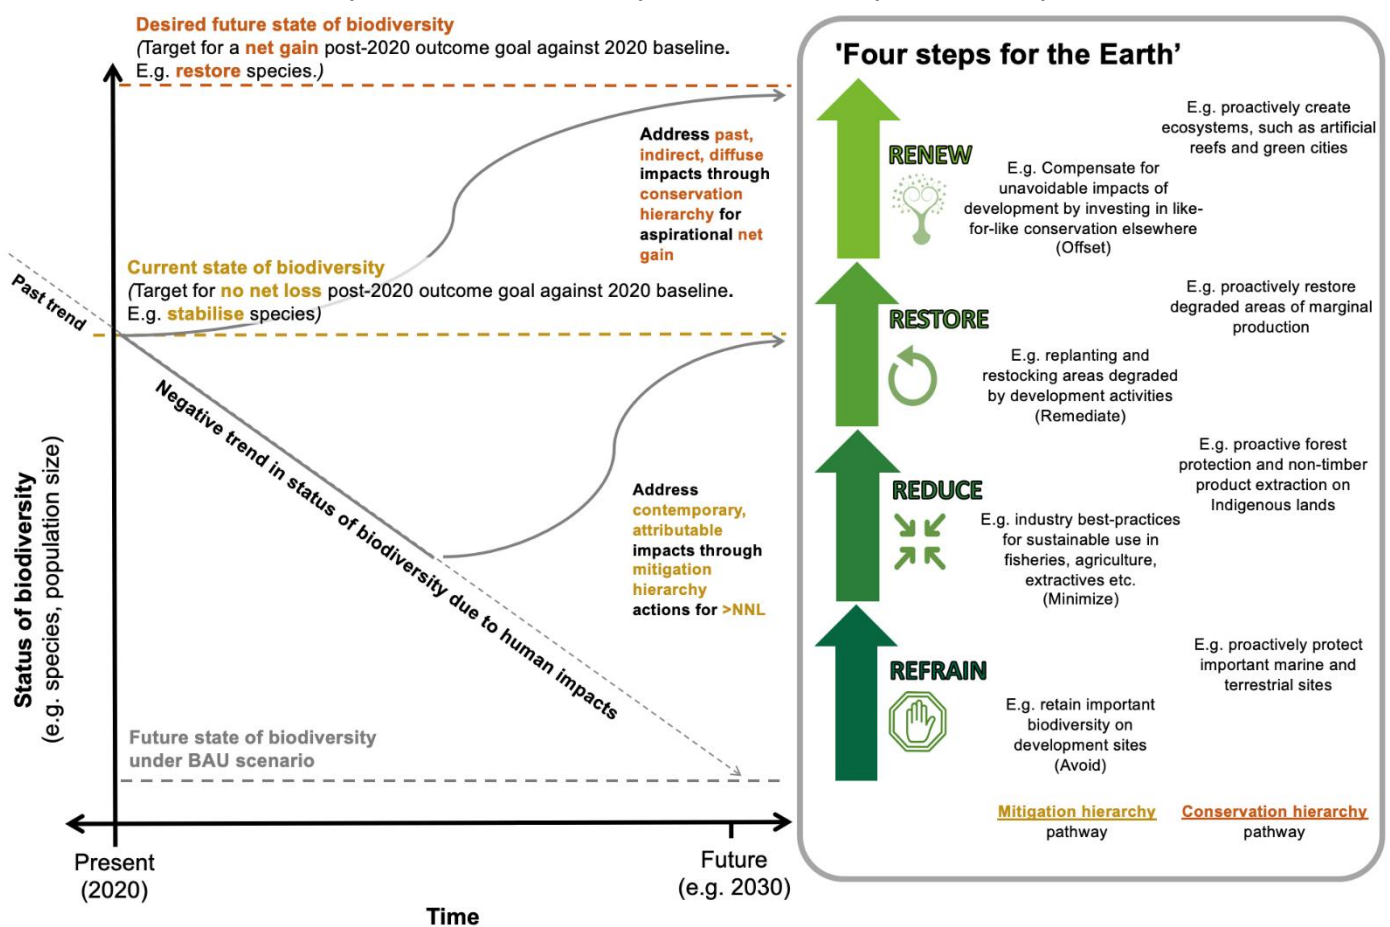 Desired future state of biodiversity
(Target for a net gain post-2020 outcome goal against 2020 baseline.
E.g. restore species.)
Address past,
indirect, diffuse
impacts through
conservation
hierarchy for
aspirational net
gain
Past trend
Current state of biodiversity
(Target for no net loss post-2020 outcome goal against 2020 baseline.
E.g. stabilise species)
Negative trend in status of biodiversity due to human impacts
Address
contemporary,
attributable
impacts through
mitigation
hierarchy
actions for >NNL
Status of biodiversity
(e.g. species, population size)
Future state of biodiversity
under BAU scenario
Present
(2020)
Future
(e.g. 2030)
Time
'Four steps for the Earth’
RENEW
E.g. Compensate for
unavoidable impacts of
development by investing in like-
for-like conservation elsewhere
(Offset)
E.g. proactively create
ecosystems, such as artificial
reefs and green cities
RESTORE
E.g. replanting and
restocking areas degraded
by development activities
(Remediate)
E.g. proactively restore
degraded areas of marginal
production
REDUCE
E.g. industry best-practices
for sustainable use in
fisheries, agriculture,
extractives etc.
(Minimize)
E.g. proactive forest
protection and non-timber
product extraction on
Indigenous lands
REFRAIN
E.g. retain important
biodiversity on
development sites
(Avoid)
E.g. proactively protect
important marine and
terrestrial sites
Mitigation hierarchy
pathway
Conservation hierarchy
pathway